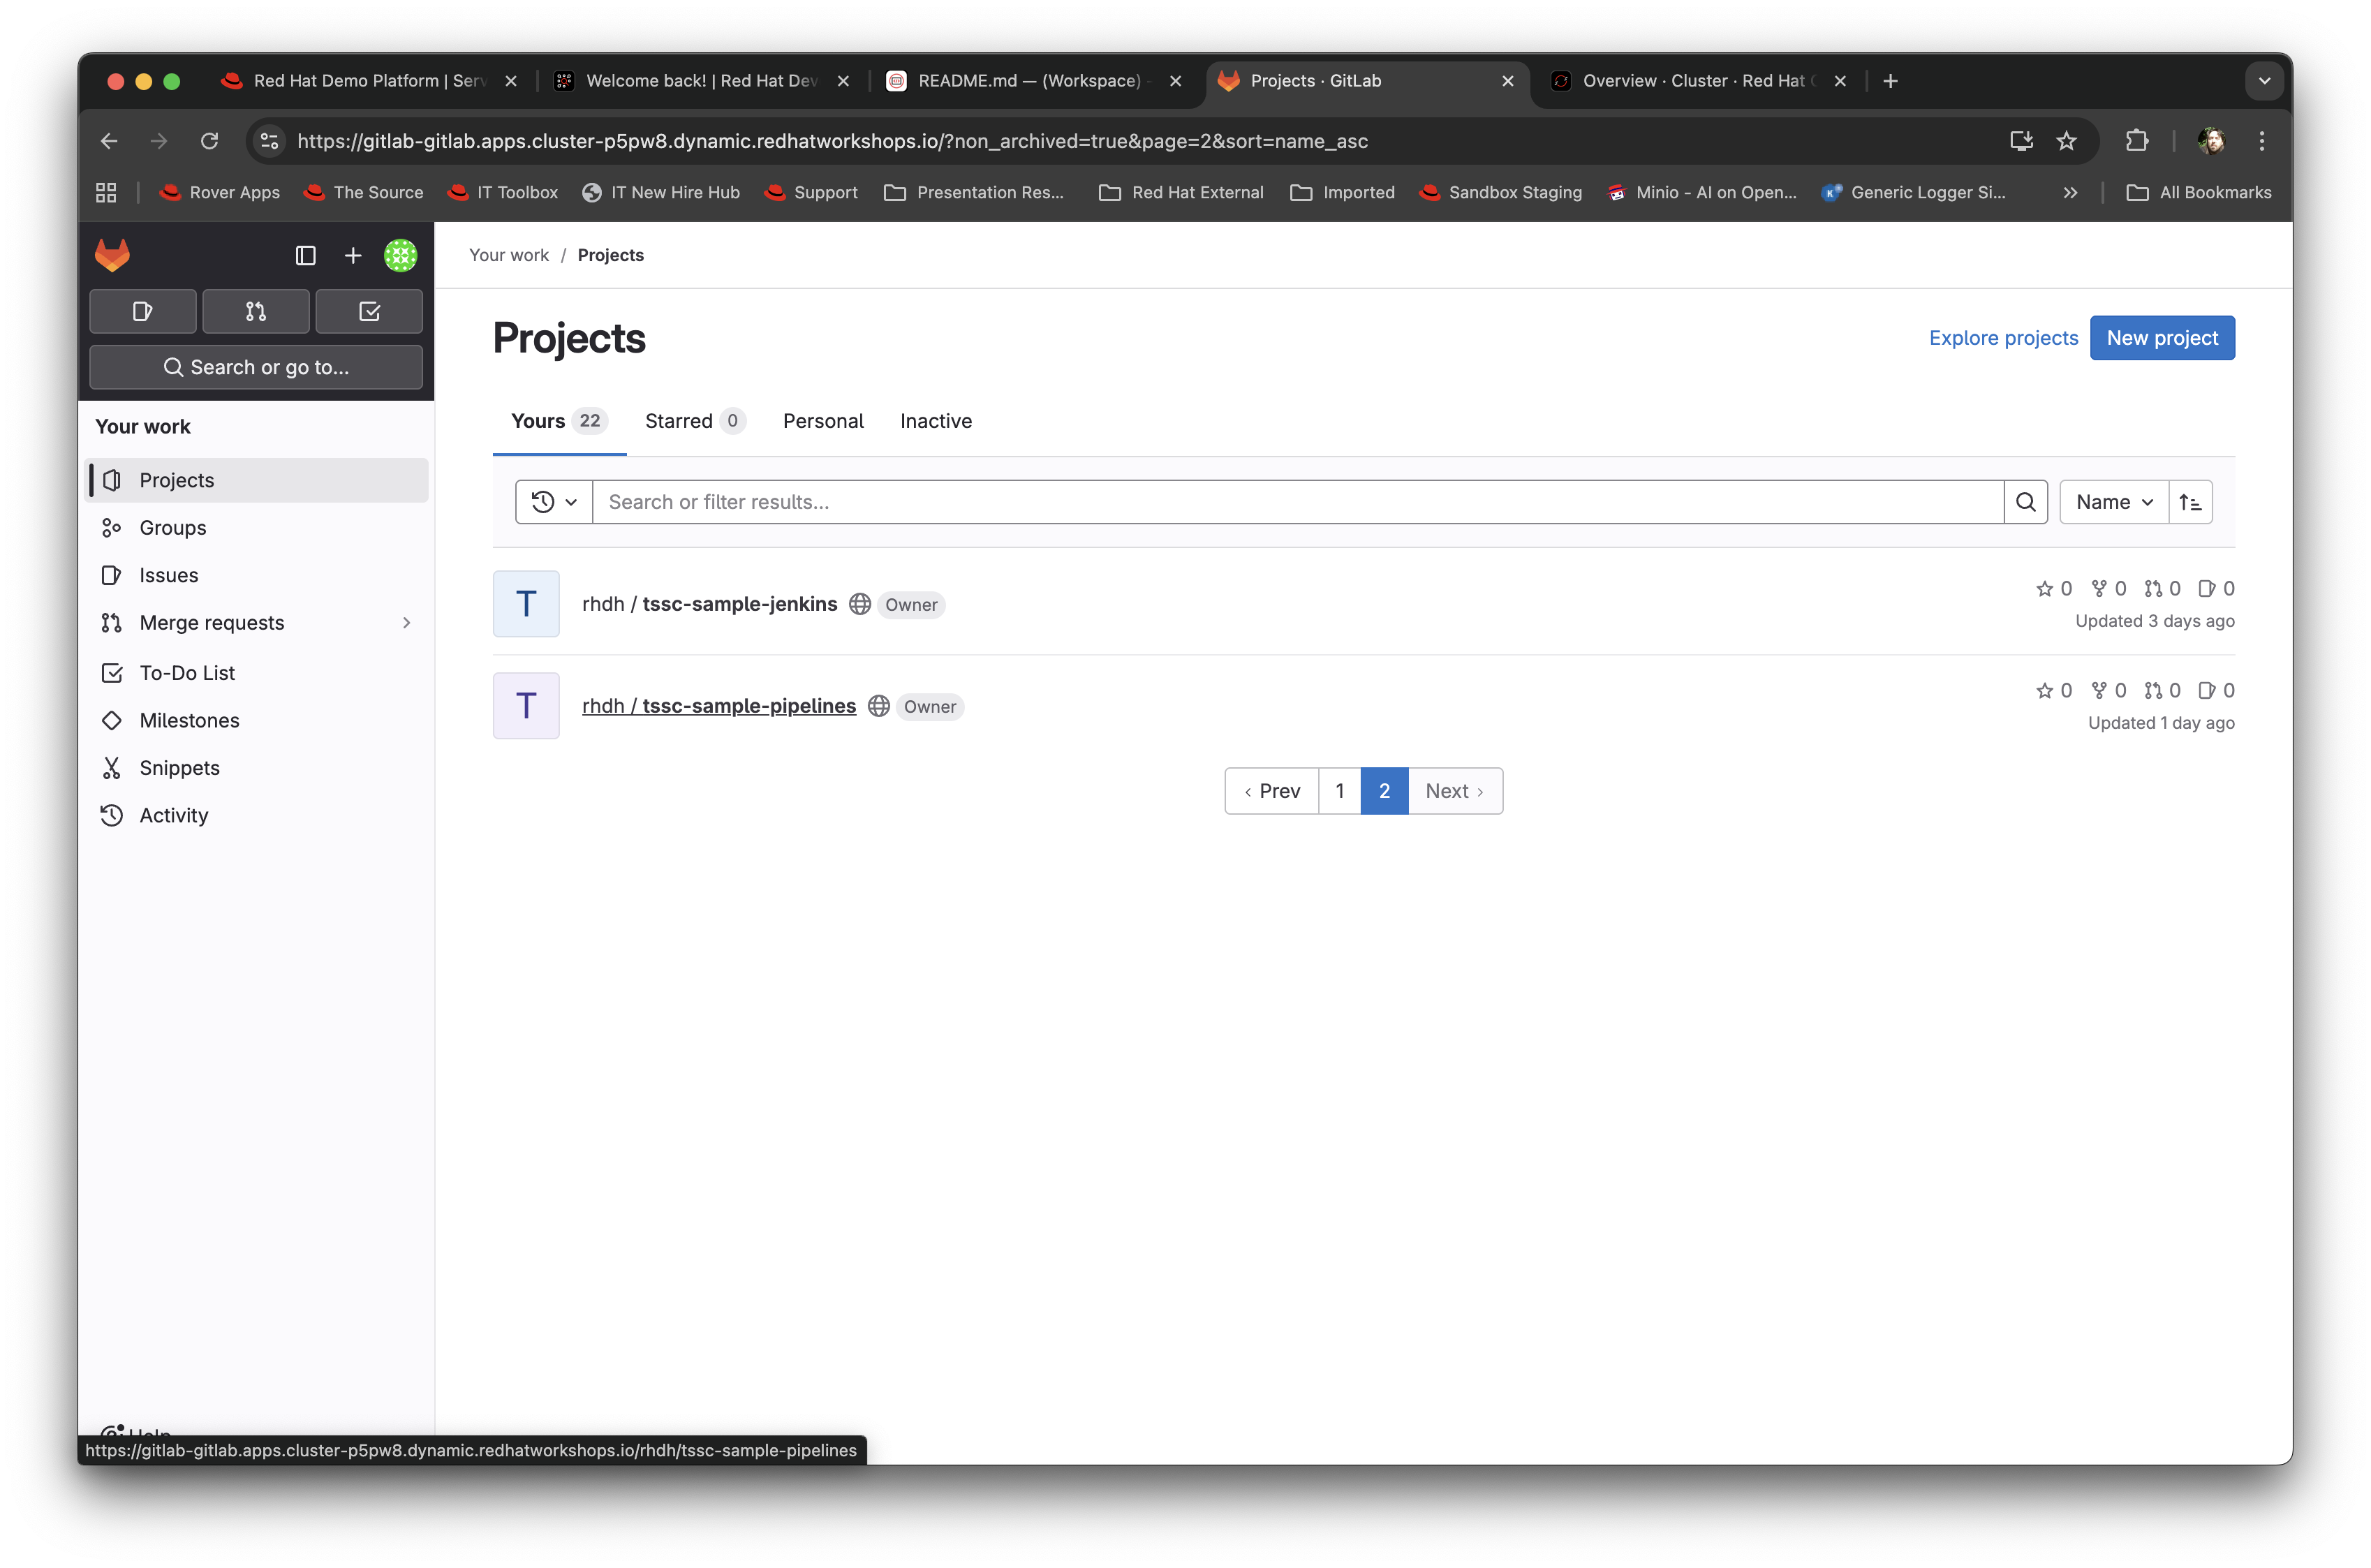 Red Hat Demo Platform | Serv
Welcome back! | Red Hat Dev
README.md — (Workspace) -
Projects · GitLab
Overview · Cluster · Red Hat
https://gitlab-gitlab.apps.cluster-p5pw8.dynamic.redhatworkshops.io/?non_archived=true&page=2&sort=name_asc
Rover Apps
The Source
IT Toolbox
IT New Hire Hub
Support
Presentation Res...
Red Hat External
Imported
Sandbox Staging
Minio - AI on Open...
Generic Logger Si...
All Bookmarks
Search or go to...
Your work
Projects
Groups
Issues
Merge requests
To-Do List
Milestones
Snippets
Activity
Help
https://gitlab-gitlab.apps.cluster-p5pw8.dynamic.redhatworkshops.io/rhdh/tssc-sample-pipelines
Your work / Projects
Projects
Explore projects
New project
Yours 22
Starred 0
Personal
Inactive
Search or filter results...
Name
T
rhdh / tssc-sample-jenkins Owner
0 0 0 0
Updated 3 days ago
T
rhdh / tssc-sample-pipelines Owner
0 0 0 0
Updated 1 day ago
‹ Prev 1 2 Next ›